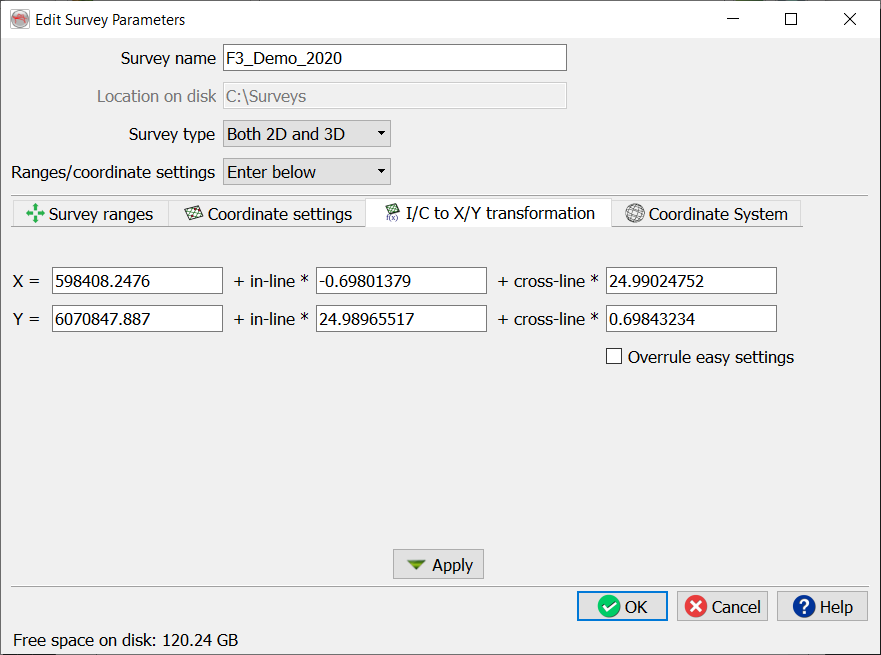 Edit Survey Parameters
Survey name F3_Demo_2020
Location on disk C:\Surveys
Survey type Both 2D and 3D
Ranges/coordinate settings Enter below
Survey ranges Coordinate settings f(x) I/C to X/Y transformation Coordinate System
X = 598408.2476 + in-line * -0.69801379 + cross-line * 24.99024752
Y = 6070847.887 + in-line * 24.98965517 + cross-line * 0.69843234
Overrule easy settings
Apply
OK Cancel ? Help
Free space on disk: 120.24 GB